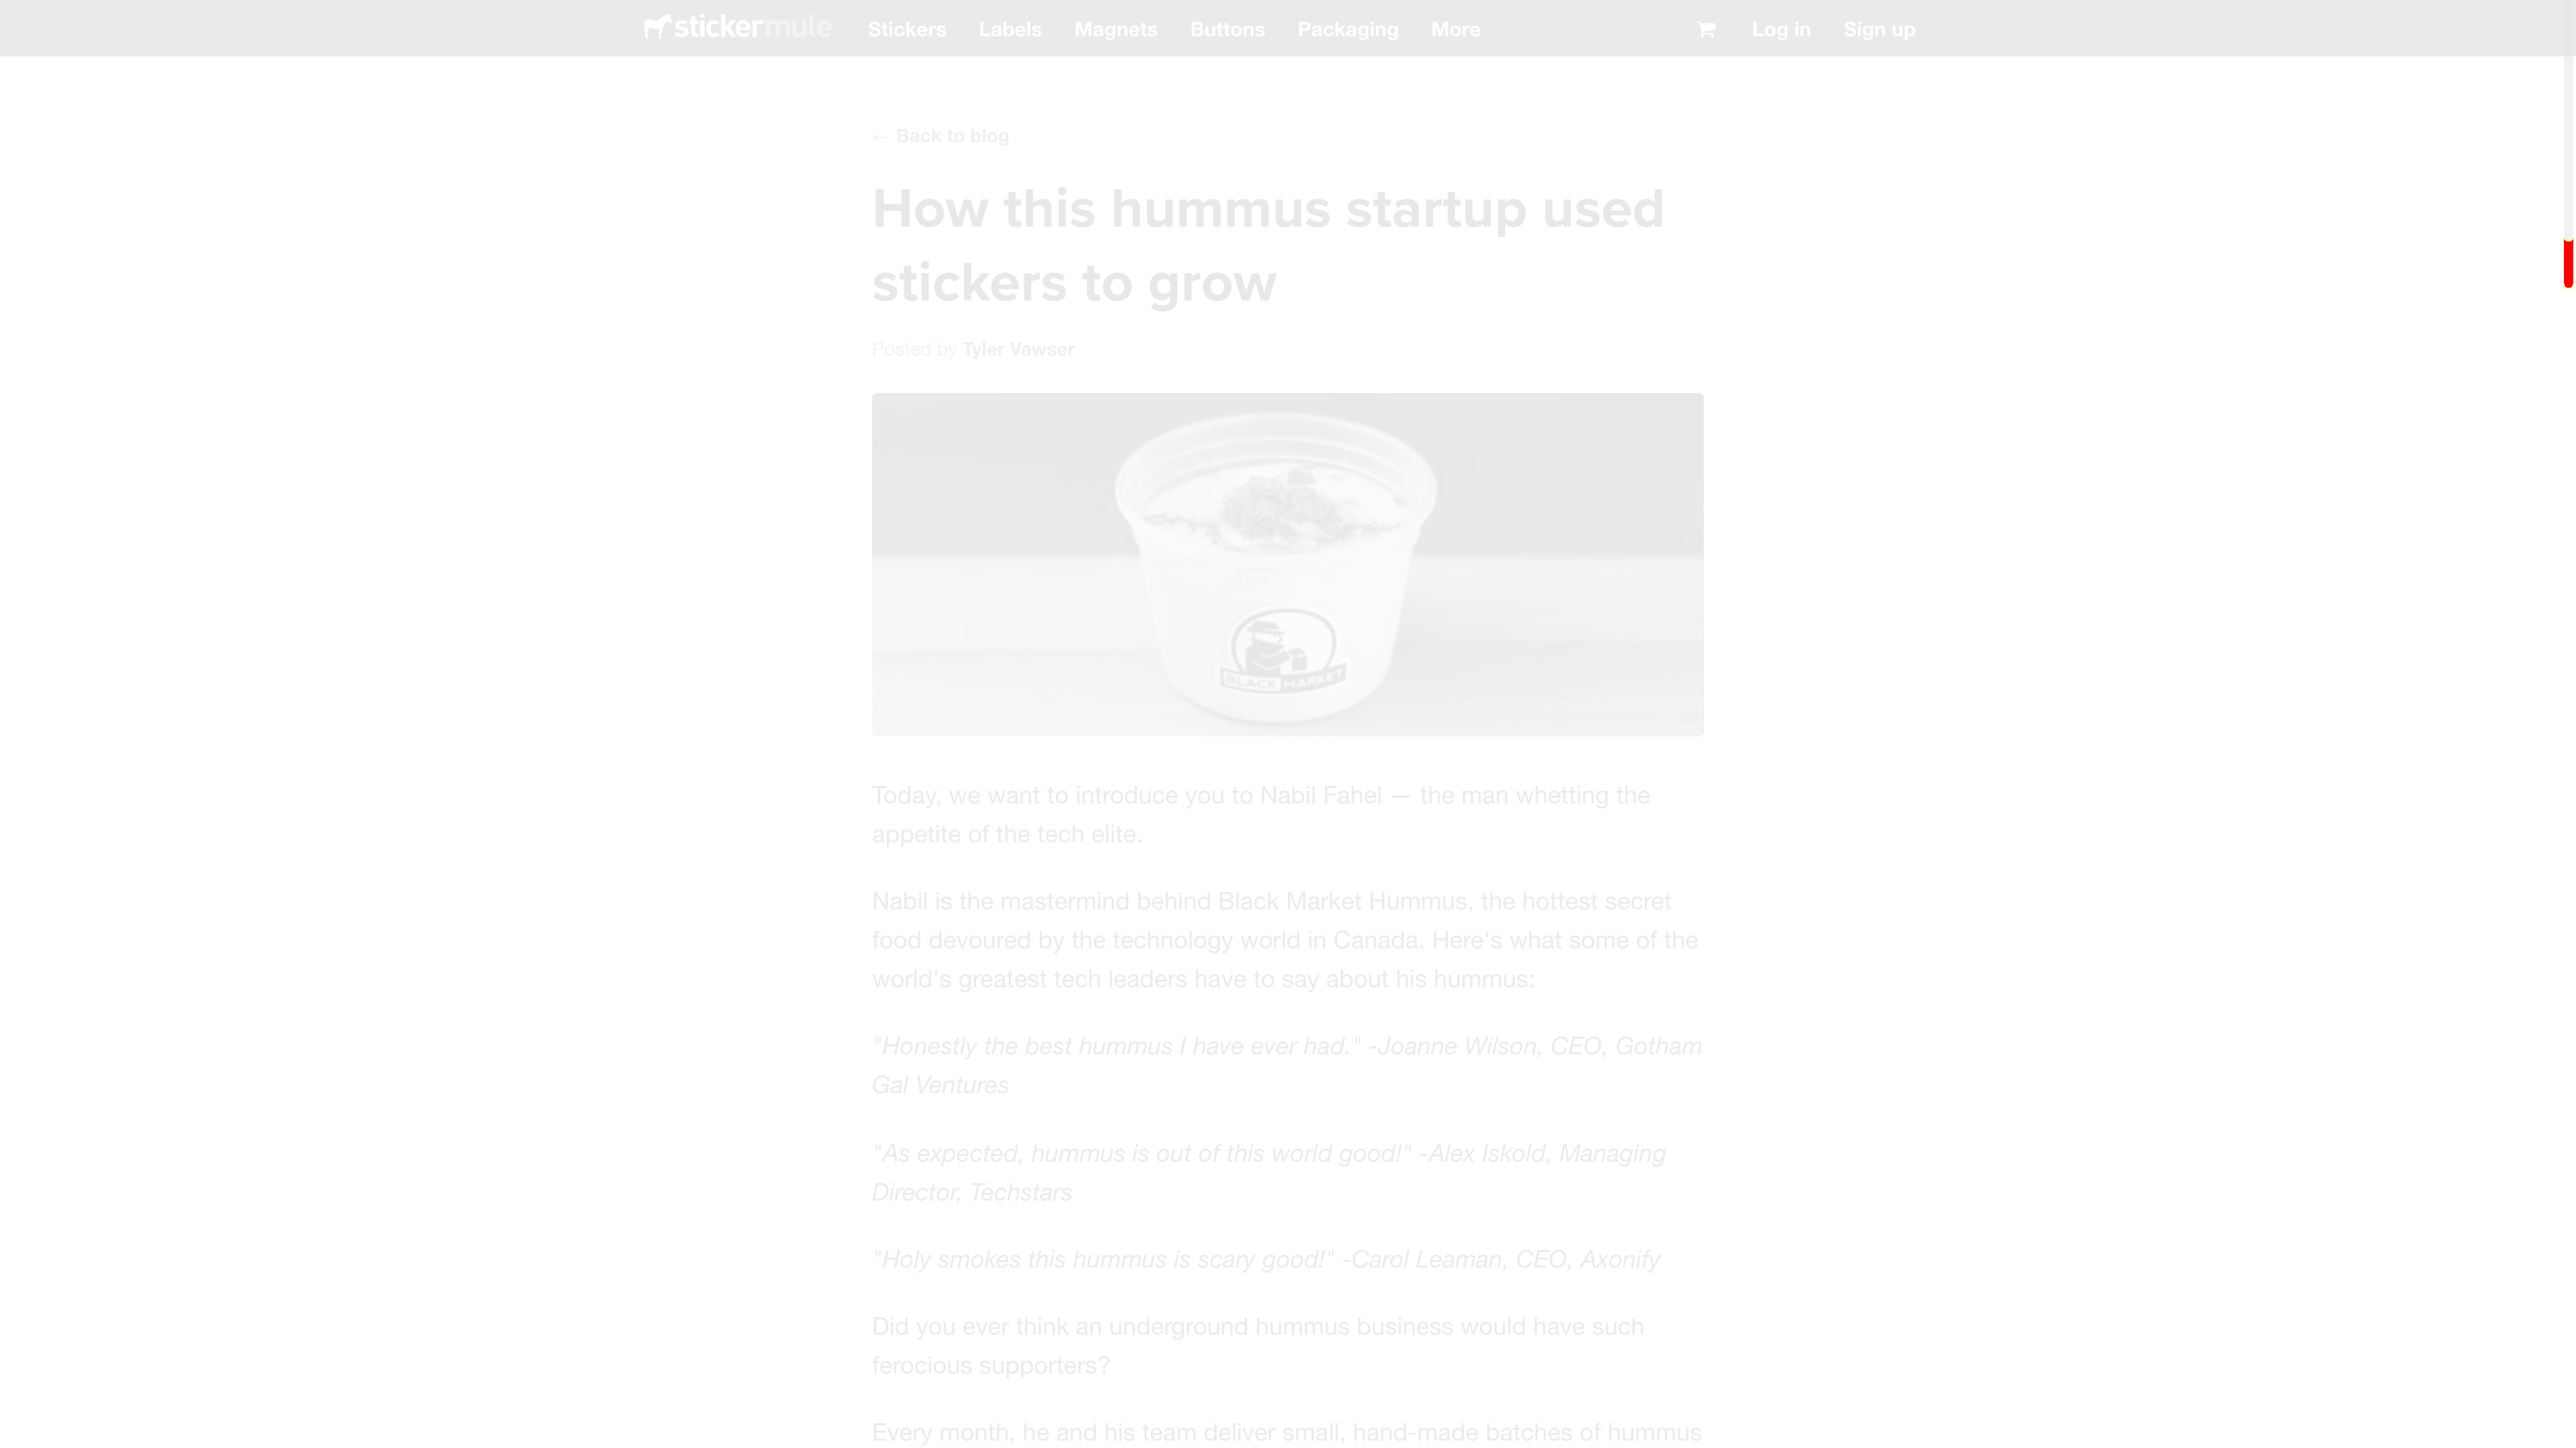 stickermule Stickers Labels Magnets Buttons Packaging More Log in Sign up
← Back to blog
How this hummus startup used
stickers to grow
Posted by Tyler Vawser
BLACK MARKET
Today, we want to introduce you to Nabil Fahel — the man whetting the
appetite of the tech elite.
Nabil is the mastermind behind Black Market Hummus, the hottest secret
food devoured by the technology world in Canada. Here's what some of the
world's greatest tech leaders have to say about his hummus:
"Honestly the best hummus I have ever had." -Joanne Wilson, CEO, Gotham
Gal Ventures
"As expected, hummus is out of this world good!" -Alex Iskold, Managing
Director, Techstars
"Holy smokes this hummus is scary good!" -Carol Leaman, CEO, Axonify
Did you ever think an underground hummus business would have such
ferocious supporters?
Every month, he and his team deliver small, hand-made batches of hummus